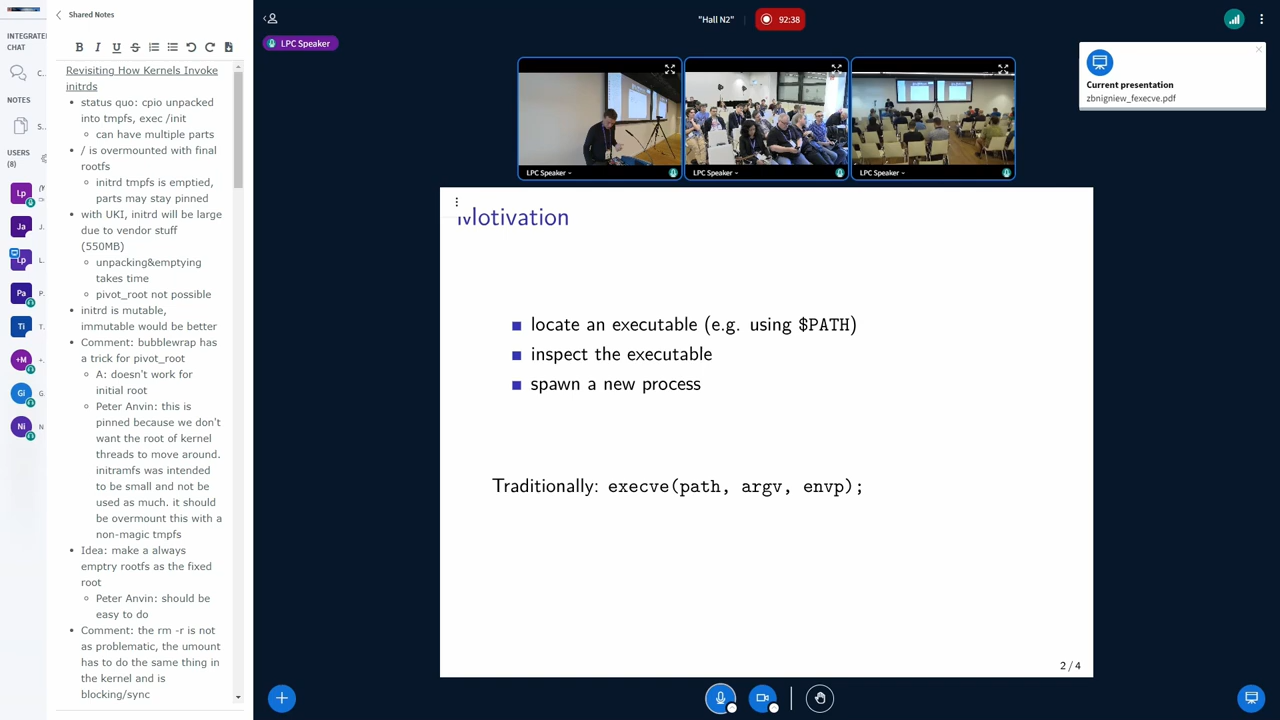 Shared Notes
INTEGRATE
CHAT
C...
NOTES
S...
USERS
(8)
Lp
Ja
J.
Lp
L.
Pa
P.
Ti
T.
+M
+.
Gi
G.
Ni
N
B I U S
Revisiting How Kernels Invoke
initrds
status quo: cpio unpacked
into tmpfs, exec /init
can have multiple parts
/ is overmounted with final
rootfs
initrd tmpfs is emptied,
parts may stay pinned
with UKI, initrd will be large
due to vendor stuff
(550MB)
unpacking&emptying
takes time
pivot_root not possible
initrd is mutable,
immutable would be better
Comment: bubblewrap has
a trick for pivot_root
A: doesn't work for
initial root
Peter Anvin: this is
pinned because we don't
want the root of kernel
threads to move around.
initramfs was intended
to be small and not be
used as much. it should
be overmount this with a
non-magic tmpfs
Idea: make a always
emptry rootfs as the fixed
root
Peter Anvin: should be
easy to do
Comment: the rm -r is not
as problematic, the umount
has to do the same thing in
the kernel and is
blocking/sync
"Hall N2"
92:38
LPC Speaker
LPC Speaker
LPC Speaker
LPC Speaker
Current presentation
zbnigniew_fexecve.pdf
Motivation
locate an executable (e.g. using $PATH)
inspect the executable
spawn a new process
Traditionally: execve(path, argv, envp);
2 / 4